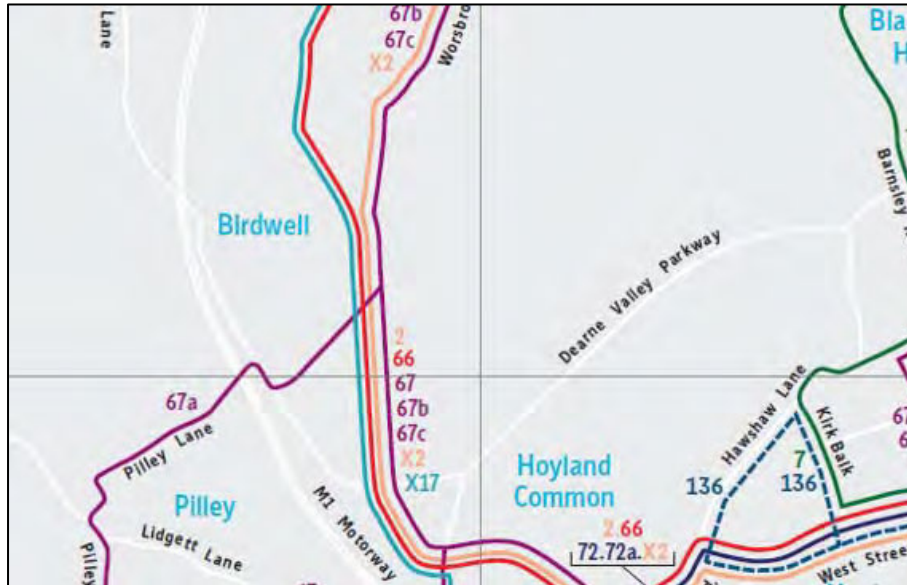 Lane
67b
67c
X2
Worsbro
Bla
H
Barnsley
Birdwell
Dearne Valley Parkway
2
66
67
67b
67c
X2
X17
67a
Pilley Lane
Hawshaw Lane
Kirk Balk
67
6
7
136
136
Hoyland
Common
Pilley
M1 Motorway
Lidgett Lane
Pilley
2.66
72.72a.X2
West Stree